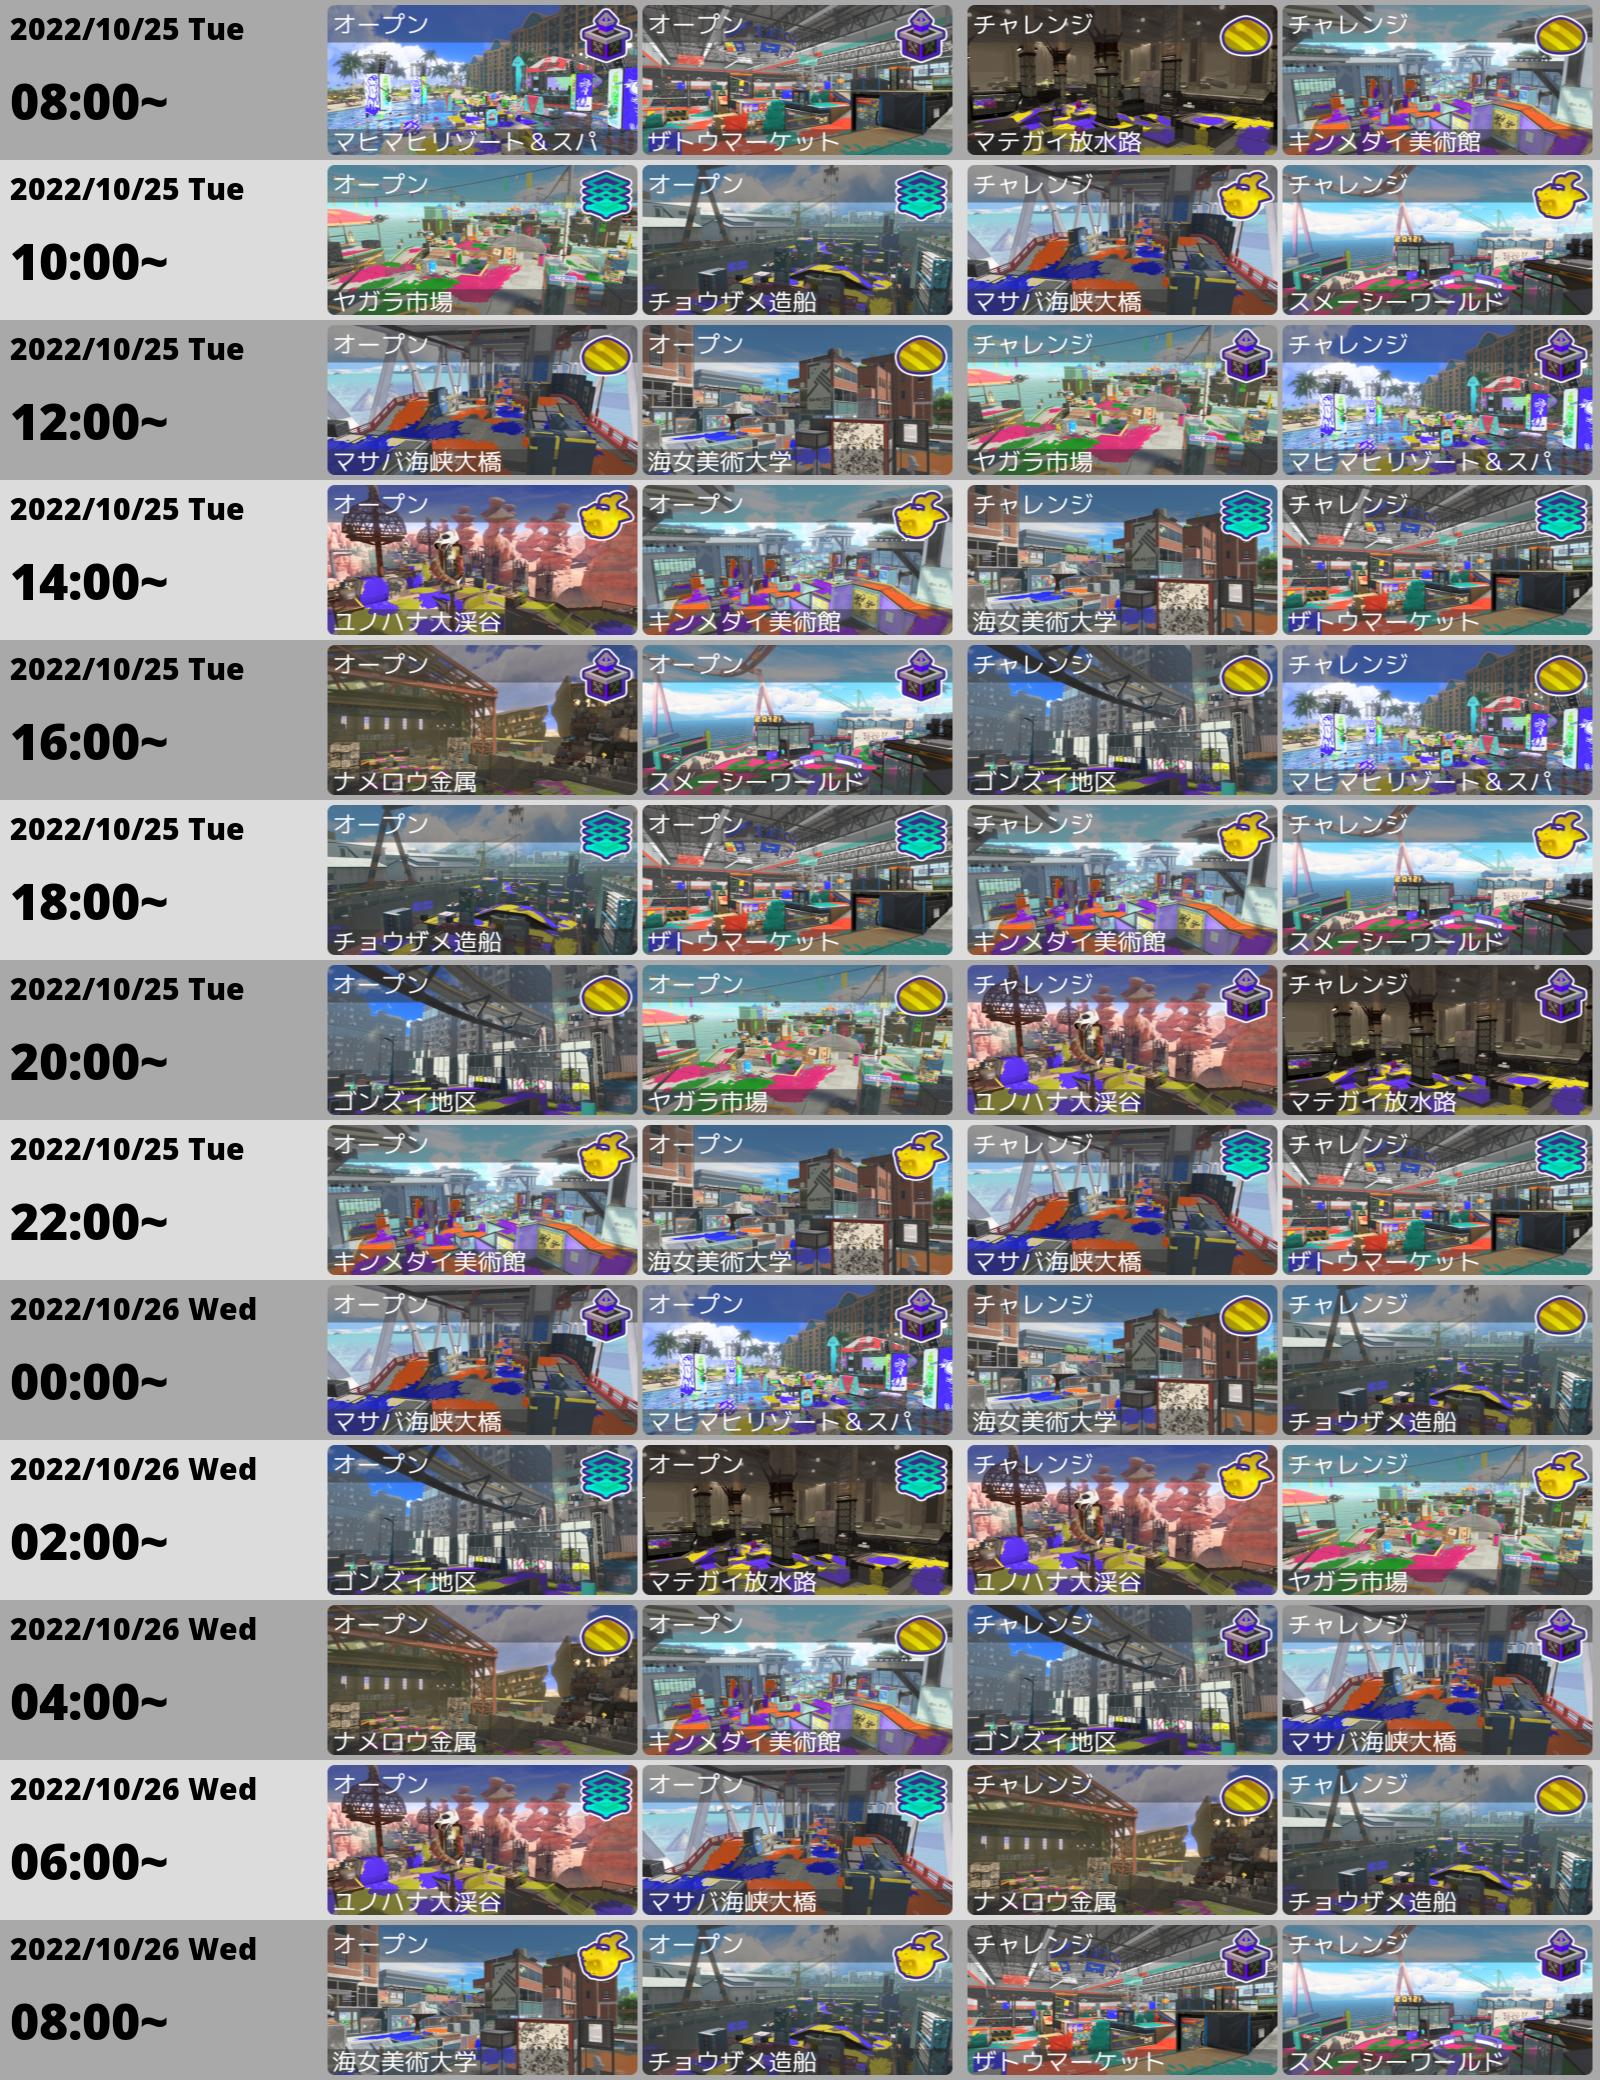 2022/10/25 Tue
08:00~
オープン
マヒマヒリゾート&スパ
オープン
ザトウマーケット
チャレンジ
マテガイ放水路
チャレンジ
キンメダイ美術館
2022/10/25 Tue
10:00~
オープン
ヤガラ市場
オープン
チョウザメ造船
チャレンジ
マサバ海峡大橋
チャレンジ
スメーシーワールド
2022/10/25 Tue
12:00~
オープン
マサバ海峡大橋
オープン
海女美術大学
チャレンジ
ヤガラ市場
チャレンジ
マヒマヒリゾート&スパ
2022/10/25 Tue
14:00~
オープン
ユノハナ大渓谷
オープン
キンメダイ美術館
チャレンジ
海女美術大学
チャレンジ
ザトウマーケット
2022/10/25 Tue
16:00~
オープン
ナメロウ金属
オープン
スメーシーワールド
チャレンジ
ゴンズイ地区
チャレンジ
マヒマヒリゾート&スパ
2022/10/25 Tue
18:00~
オープン
チョウザメ造船
オープン
ザトウマーケット
チャレンジ
キンメダイ美術館
チャレンジ
スメーシーワールド
2022/10/25 Tue
20:00~
オープン
ゴンズイ地区
オープン
ヤガラ市場
チャレンジ
ユノハナ大渓谷
チャレンジ
マテガイ放水路
2022/10/25 Tue
22:00~
オープン
キンメダイ美術館
オープン
海女美術大学
チャレンジ
マサバ海峡大橋
チャレンジ
ザトウマーケット
2022/10/26 Wed
00:00~
オープン
マサバ海峡大橋
オープン
マヒマヒリゾート&スパ
チャレンジ
海女美術大学
チャレンジ
チョウザメ造船
2022/10/26 Wed
02:00~
オープン
ゴンズイ地区
オープン
マテガイ放水路
チャレンジ
ユノハナ大渓谷
チャレンジ
ヤガラ市場
2022/10/26 Wed
04:00~
オープン
ナメロウ金属
オープン
キンメダイ美術館
チャレンジ
ゴンズイ地区
チャレンジ
マサバ海峡大橋
2022/10/26 Wed
06:00~
オープン
ユノハナ大渓谷
オープン
マサバ海峡大橋
チャレンジ
ナメロウ金属
チャレンジ
チョウザメ造船
2022/10/26 Wed
08:00~
オープン
海女美術大学
オープン
チョウザメ造船
チャレンジ
ザトウマーケット
チャレンジ
スメーシーワールド